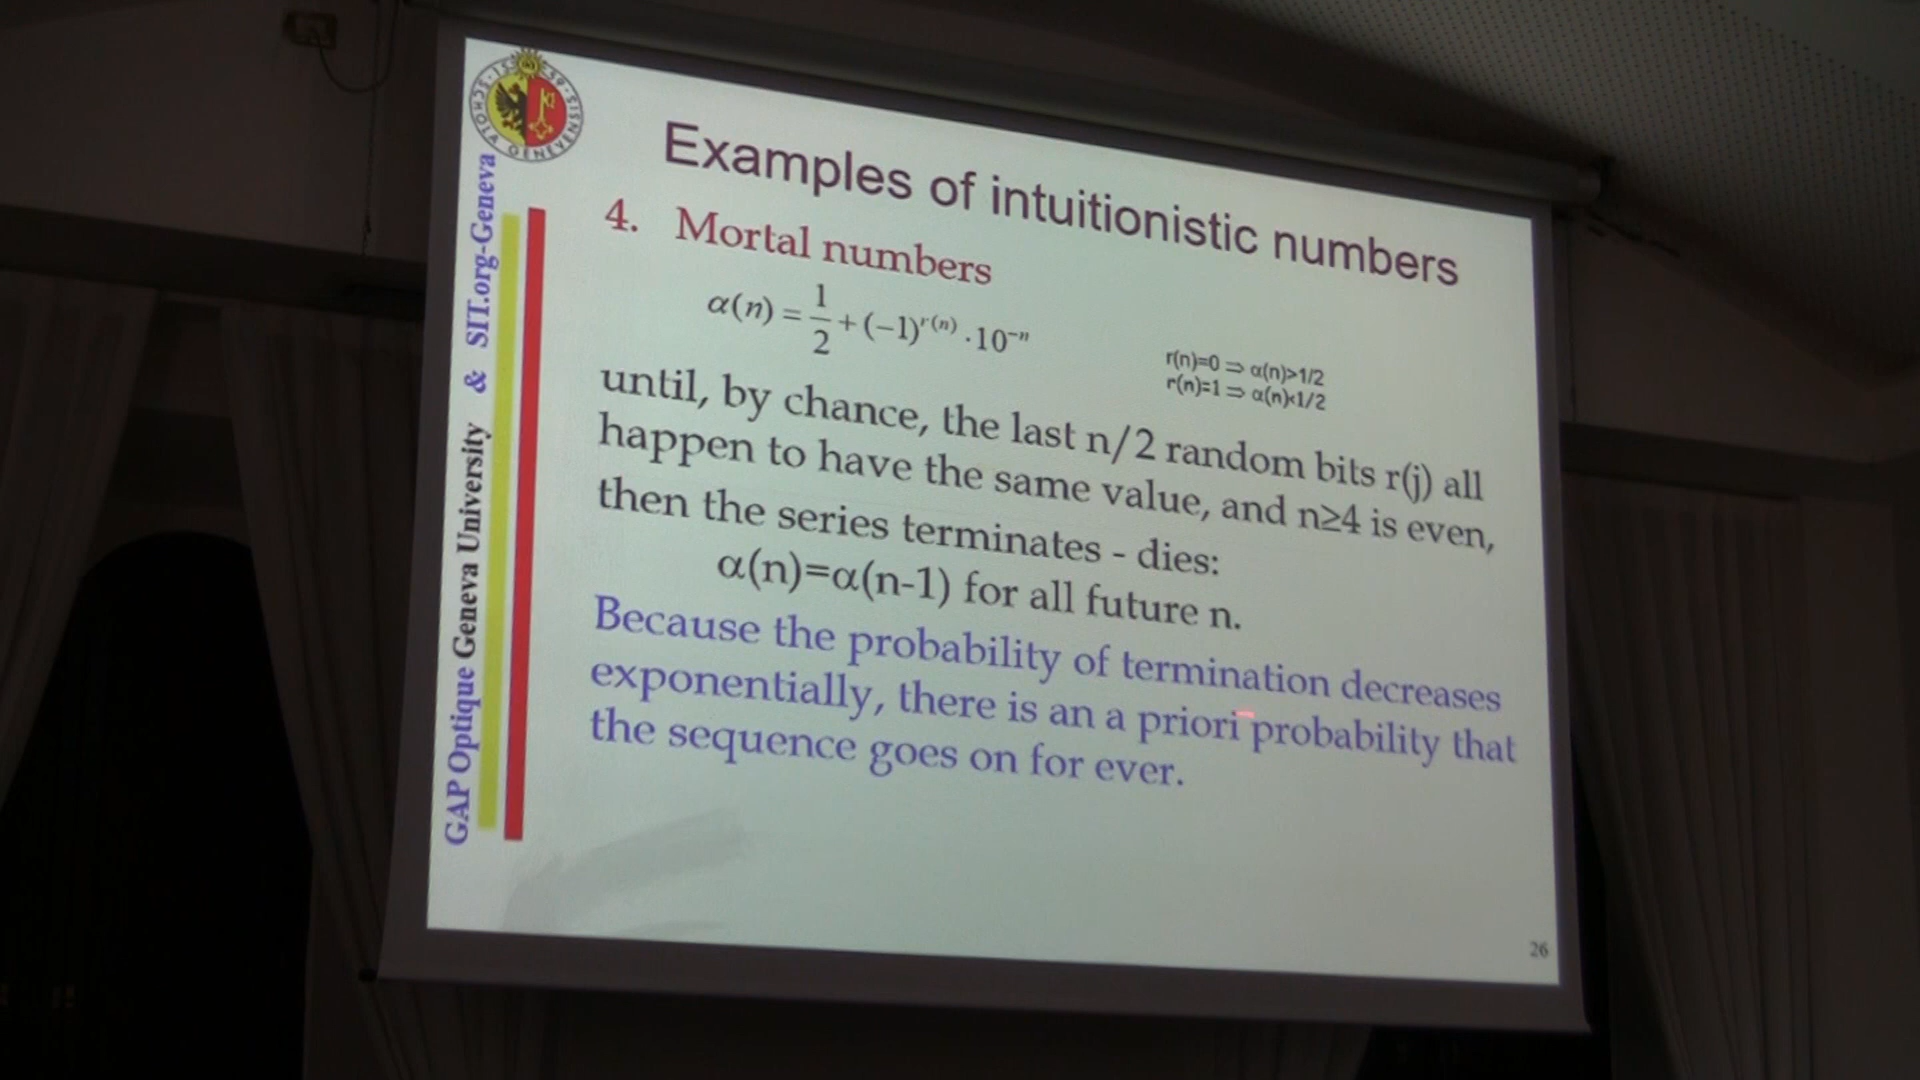 SCHOLA GENEVENSIS
GAP Optique Geneva University & SIT.org-Geneva
Examples of intuitionistic numbers
4. Mortal numbers
α(n) = 1/2 + (−1)^r(n) · 10^−n
r(n)=0 ⇒ α(n)>1/2
r(n)=1 ⇒ α(n)<1/2
until, by chance, the last n/2 random bits r(j) all
happen to have the same value, and n≥4 is even,
then the series terminates - dies:
α(n)=α(n-1) for all future n.
Because the probability of termination decreases
exponentially, there is an a priori probability that
the sequence goes on for ever.
26